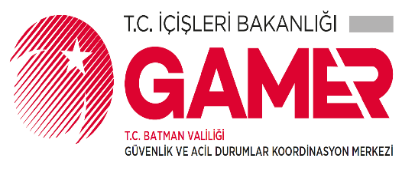 T.C. İÇİŞLERİ BAKANLIĞI
GAMER
T.C. BATMAN VALİLİĞİ
GÜVENLİK VE ACİL DURUMLAR KOORDİNASYON MERKEZİ